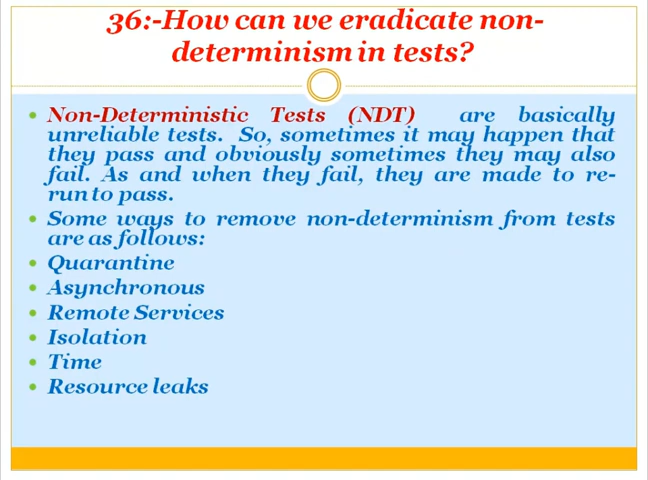 36:-How can we eradicate non-
determinism in tests?
• Non-Deterministic Tests (NDT) are basically
unreliable tests. So, sometimes it may happen that
they pass and obviously sometimes they may also
fail. As and when they fail, they are made to re-
run to pass.
• Some ways to remove non-determinism from tests
are as follows:
• Quarantine
• Asynchronous
• Remote Services
• Isolation
• Time
• Resource leaks